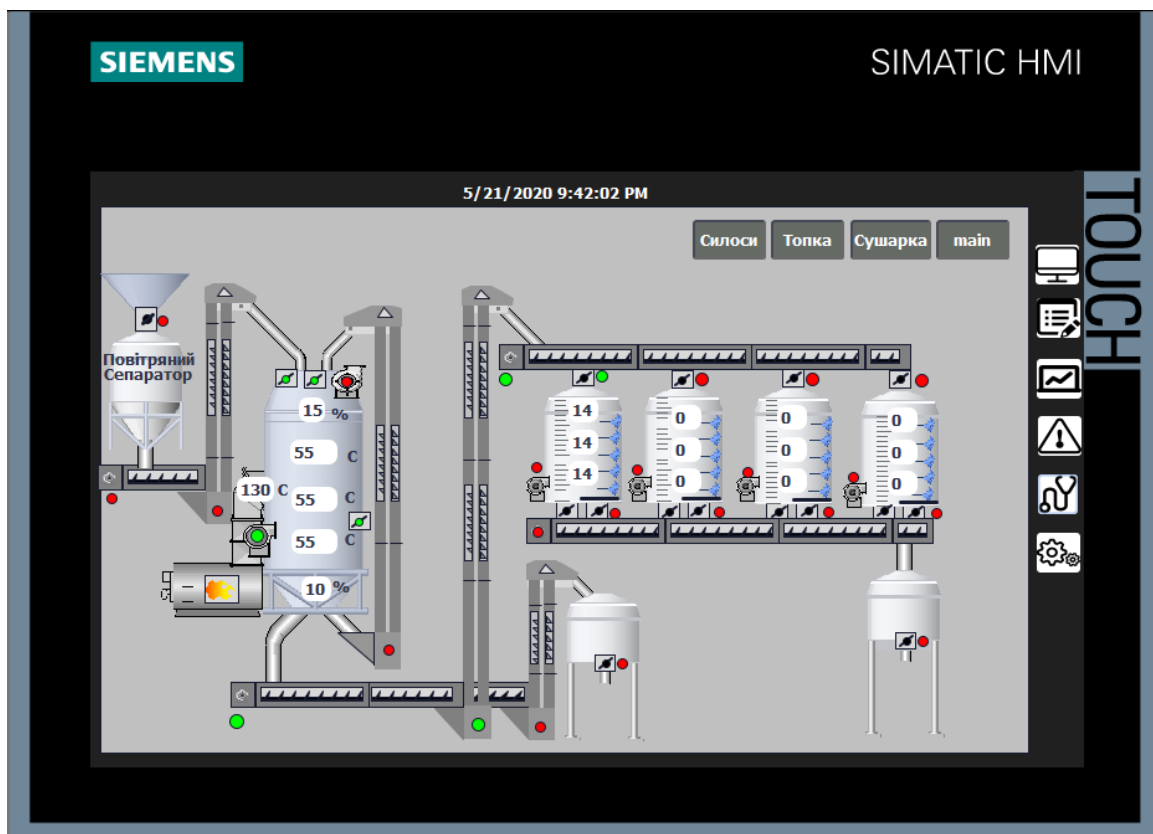 SIEMENS
SIMATIC HMI
TOUCH
5/21/2020 9:42:02 PM
Силоси
Топка
Сушарка
main
Повітряний
Сепаратор
15 %
55 C
130 C
55 C
55 C
10 %
14
0
0
0
14
0
0
0
14
0
0
0